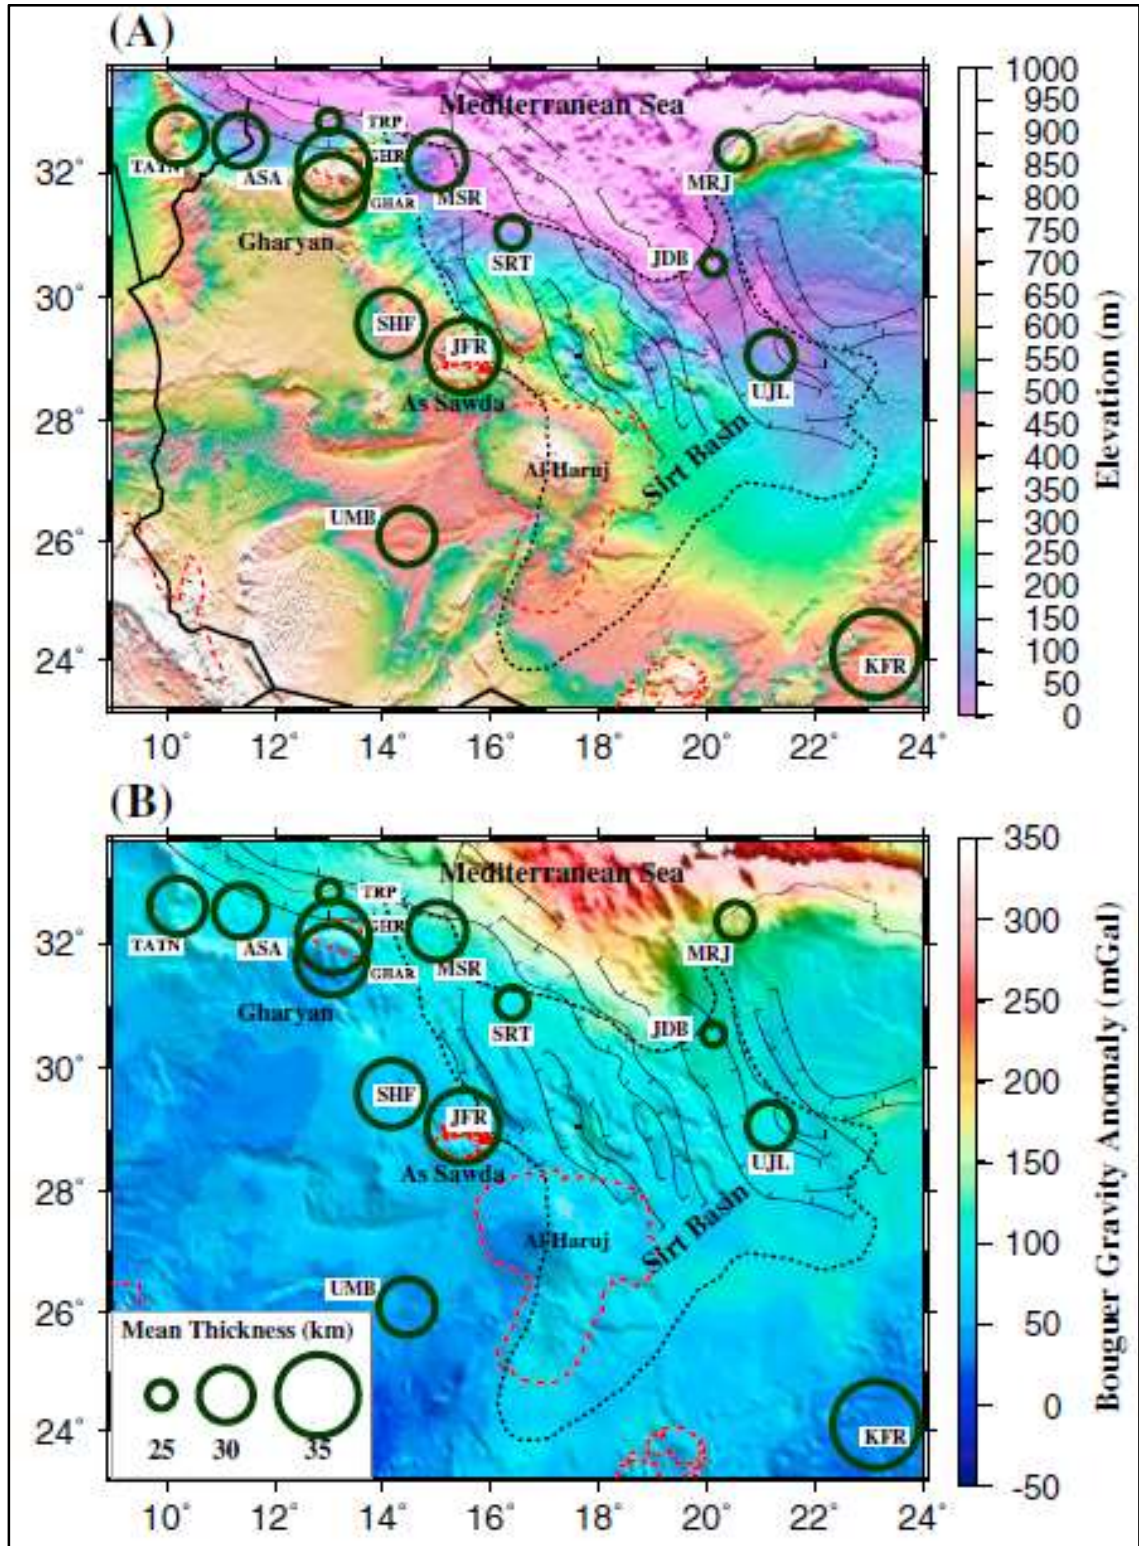 (A)
Mediterranean Sea
TATN
ASA
TRP
GHR
GHAR
Gharyan
MSR
SRT
MRJ
JDB
SHF
JFR
As Sawda
UJL
Al Haruj
Sirt Basin
UMB
KFR
32°
30°
28°
26°
24°
10°
12°
14°
16°
18°
20°
22°
24°
1000
950
900
850
800
750
700
650
600
550
500
450
400
350
300
250
200
150
100
50
0
Elevation (m)
(B)
Mediterranean Sea
TATN
ASA
TRP
GHR
GHAR
Gharyan
MSR
SRT
MRJ
JDB
SHF
JFR
As Sawda
UJL
Al Haruj
Sirt Basin
UMB
KFR
Mean Thickness (km)
25
30
35
32°
30°
28°
26°
24°
10°
12°
14°
16°
18°
20°
22°
24°
350
300
250
200
150
100
50
0
-50
Bouguer Gravity Anomaly (mGal)